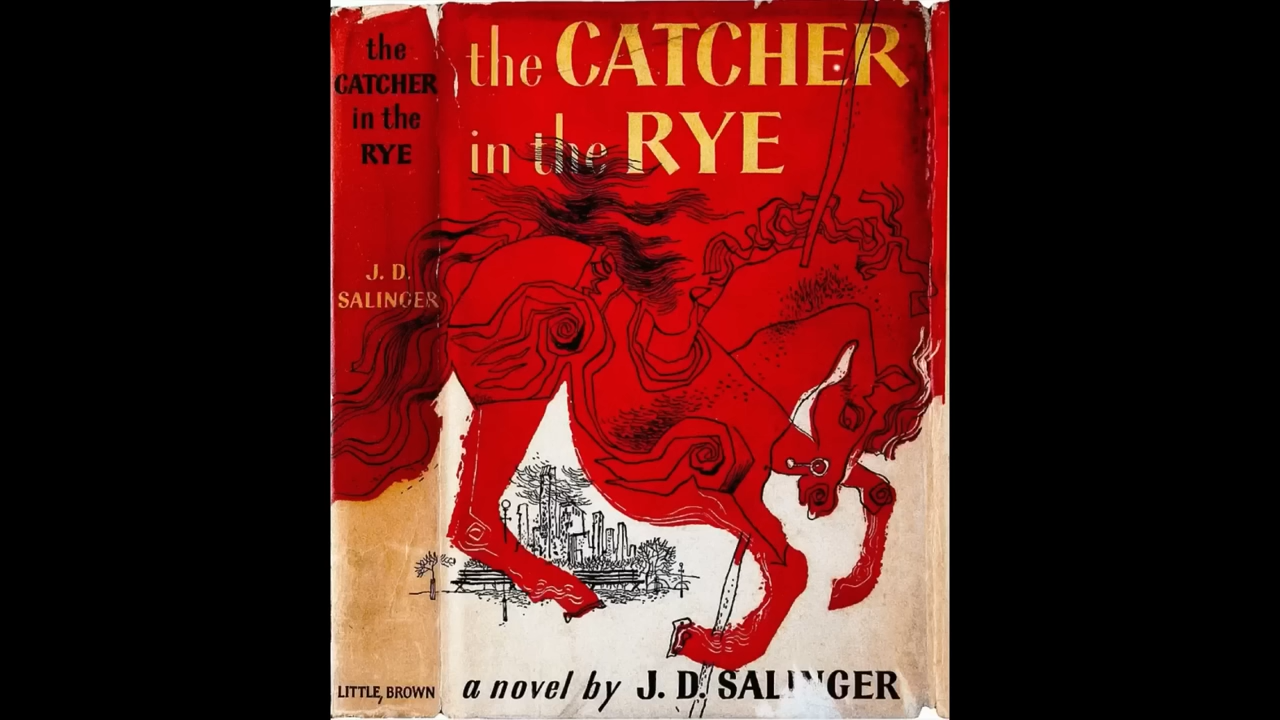 the
CATCHER
in the
RYE
J. D.
SALINGER
LITTLE, BROWN
the CATCHER
in the RYE
a novel by J. D. SALINGER